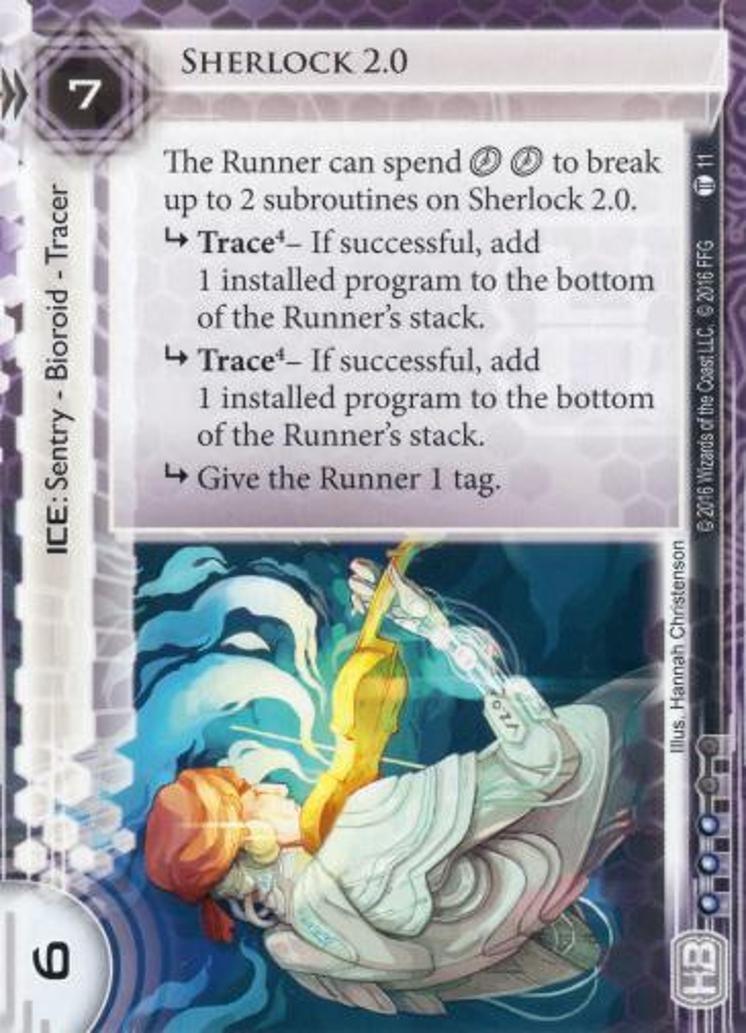 SHERLOCK 2.0
7
The Runner can spend to break
up to 2 subroutines on Sherlock 2.0.
↳ Trace⁴– If successful, add
1 installed program to the bottom
of the Runner's stack.
↳ Trace⁴– If successful, add
1 installed program to the bottom
of the Runner's stack.
↳ Give the Runner 1 tag.
ICE: Sentry - Bioroid - Tracer
6
Illus. Hannah Christenson
© 2016 Wizards of the Coast LLC. © 2016 FFG
11
HB